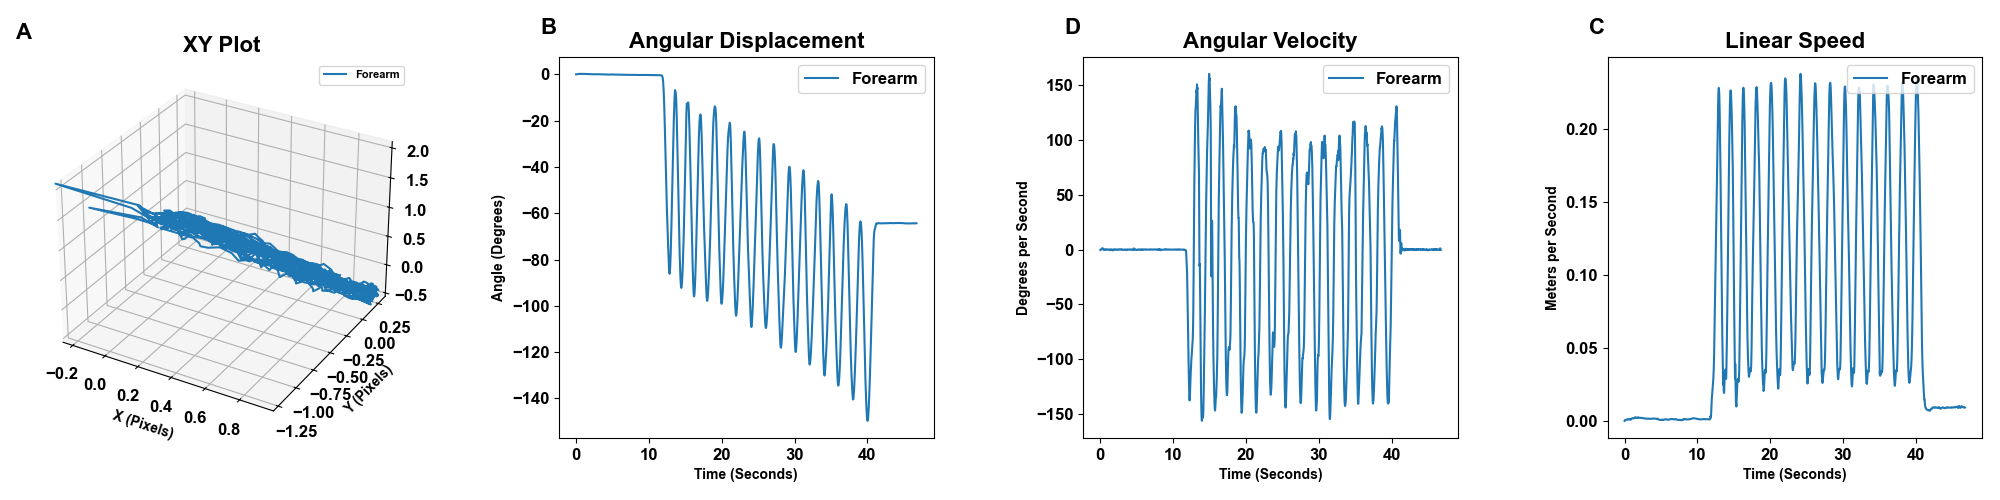 A
XY Plot
Forearm
2.0
1.5
1.0
0.5
0.0
−0.5
0.25
0.00
−0.25
−0.50
−0.75
−1.00
−1.25
Y (Pixels)
−0.2
0.0
0.2
0.4
0.6
0.8
X (Pixels)
B
Angular Displacement
Forearm
0
−20
−40
−60
−80
−100
−120
−140
Angle (Degrees)
0 10 20 30 40
Time (Seconds)
D
Angular Velocity
Forearm
150
100
50
0
−50
−100
−150
Degrees per Second
0 10 20 30 40
Time (Seconds)
C
Linear Speed
Forearm
0.20
0.15
0.10
0.05
0.00
Meters per Second
0 10 20 30 40
Time (Seconds)